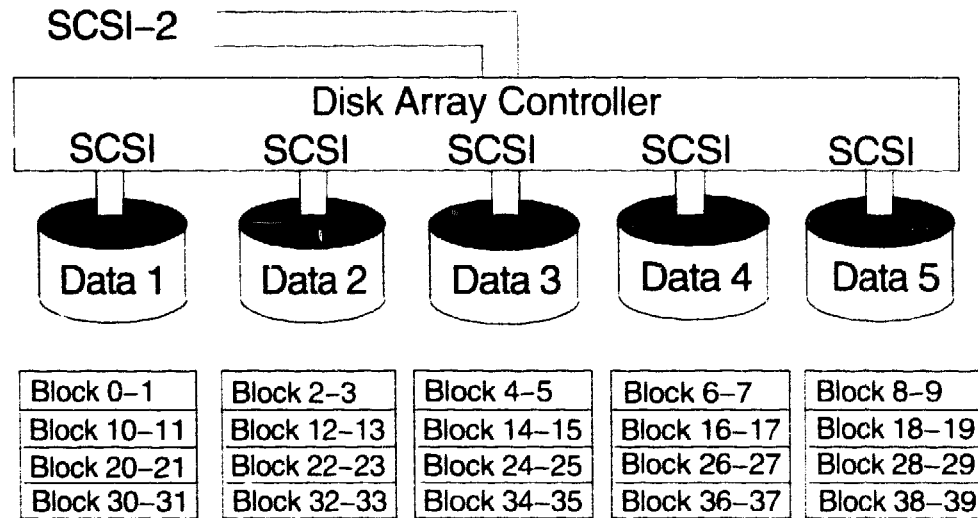 SCSI–2
Disk Array Controller
SCSI SCSI SCSI SCSI SCSI
Data 1 Data 2 Data 3 Data 4 Data 5
Block 0–1 Block 2–3 Block 4–5 Block 6–7 Block 8–9
Block 10–11 Block 12–13 Block 14–15 Block 16–17 Block 18–19
Block 20–21 Block 22–23 Block 24–25 Block 26–27 Block 28–29
Block 30–31 Block 32–33 Block 34–35 Block 36–37 Block 38–39